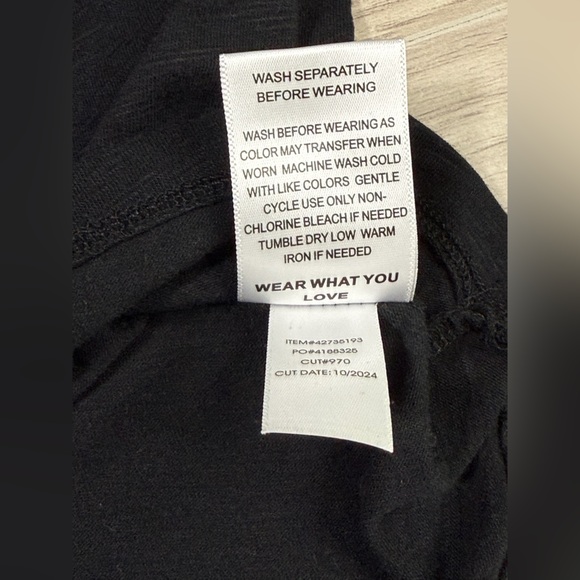 WASH SEPARATELY
BEFORE WEARING
WASH BEFORE WEARING AS
COLOR MAY TRANSFER WHEN
WORN MACHINE WASH COLD
WITH LIKE COLORS GENTLE
CYCLE USE ONLY NON-
CHLORINE BLEACH IF NEEDED
TUMBLE DRY LOW WARM
IRON IF NEEDED
WEAR WHAT YOU
LOVE
ITEM#42735193
PO#4188325
CUT#970
CUT DATE: 10/2024